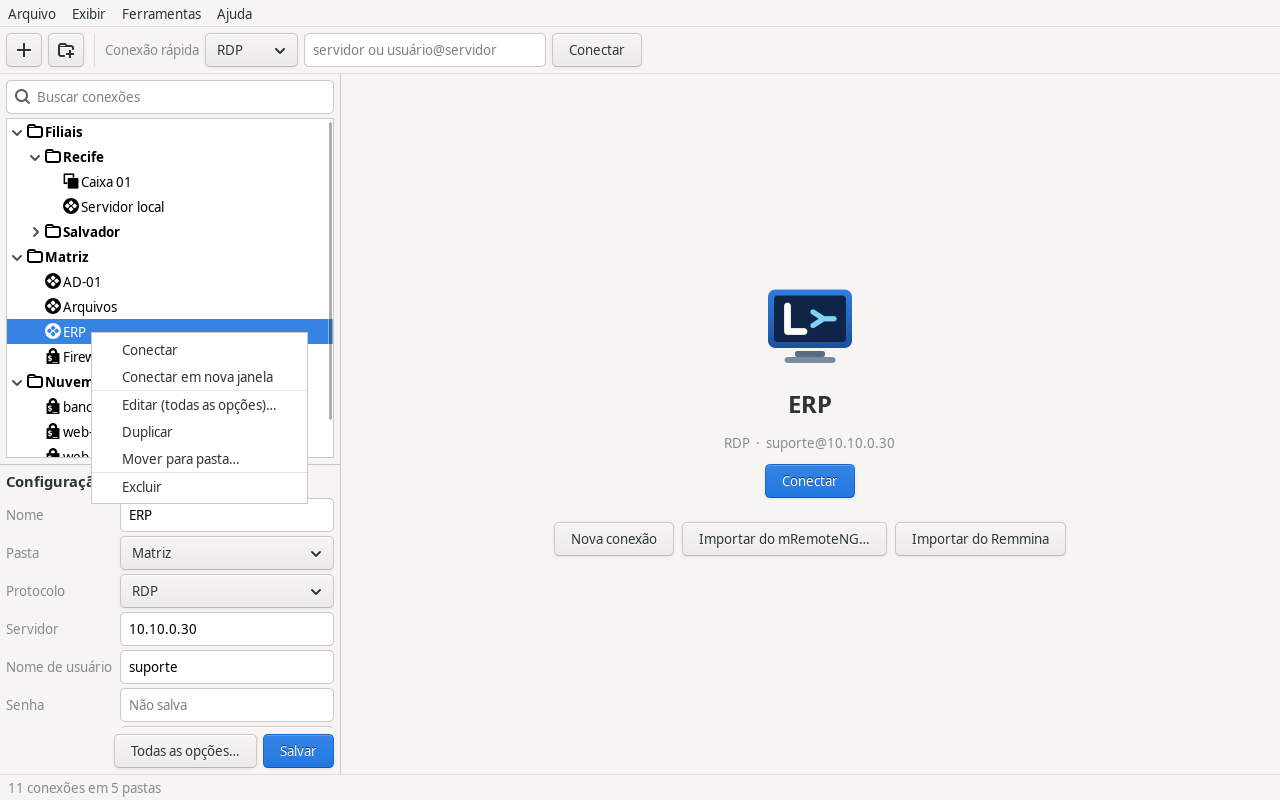 Arquivo Exibir Ferramentas Ajuda
Conexão rápida RDP servidor ou usuário@servidor Conectar
Buscar conexões
Filiais
Recife
Caixa 01
Servidor local
Salvador
Matriz
AD-01
Arquivos
ERP
Conectar
Conectar em nova janela
Editar (todas as opções)...
Duplicar
Mover para pasta...
Excluir
Nome ERP
Pasta Matriz
Protocolo RDP
Servidor 10.10.0.30
Nome de usuário suporte
Senha Não salva
Todas as opções... Salvar
ERP
RDP · suporte@10.10.0.30
Conectar
Nova conexão Importar do mRemoteNG... Importar do Remmina
11 conexões em 5 pastas